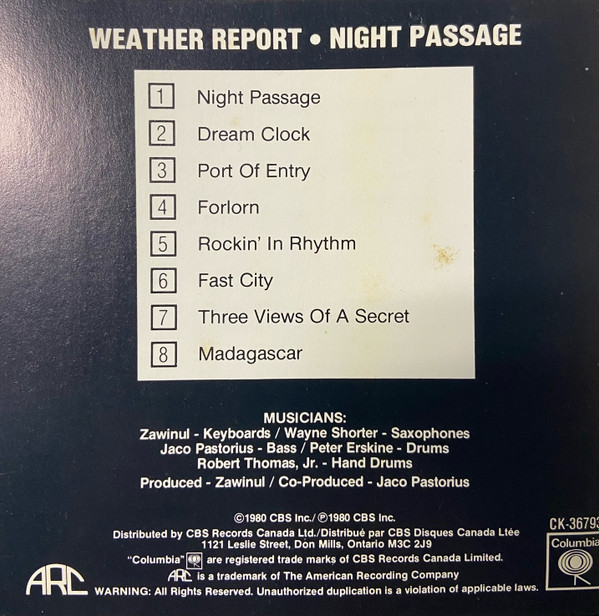 WEATHER REPORT • NIGHT PASSAGE
1 Night Passage
2 Dream Clock
3 Port Of Entry
4 Forlorn
5 Rockin' In Rhythm
6 Fast City
7 Three Views Of A Secret
8 Madagascar
MUSICIANS:
Zawinul - Keyboards / Wayne Shorter - Saxophones
Jaco Pastorius - Bass / Peter Erskine - Drums
Robert Thomas, Jr. - Hand Drums
Produced - Zawinul / Co-Produced - Jaco Pastorius
©1980 CBS Inc./ ℗1980 CBS Inc.
Distributed by CBS Records Canada Ltd./Distribué par CBS Disques Canada Ltée
1121 Leslie Street, Don Mills, Ontario M3C 2J9
"Columbia" are registered trade marks of CBS Records Canada Limited.
ARC is a trademark of The American Recording Company
WARNING: All Rights Reserved. Unauthorized duplication is a violation of applicable laws.
ARC
CK-36793
Columbia